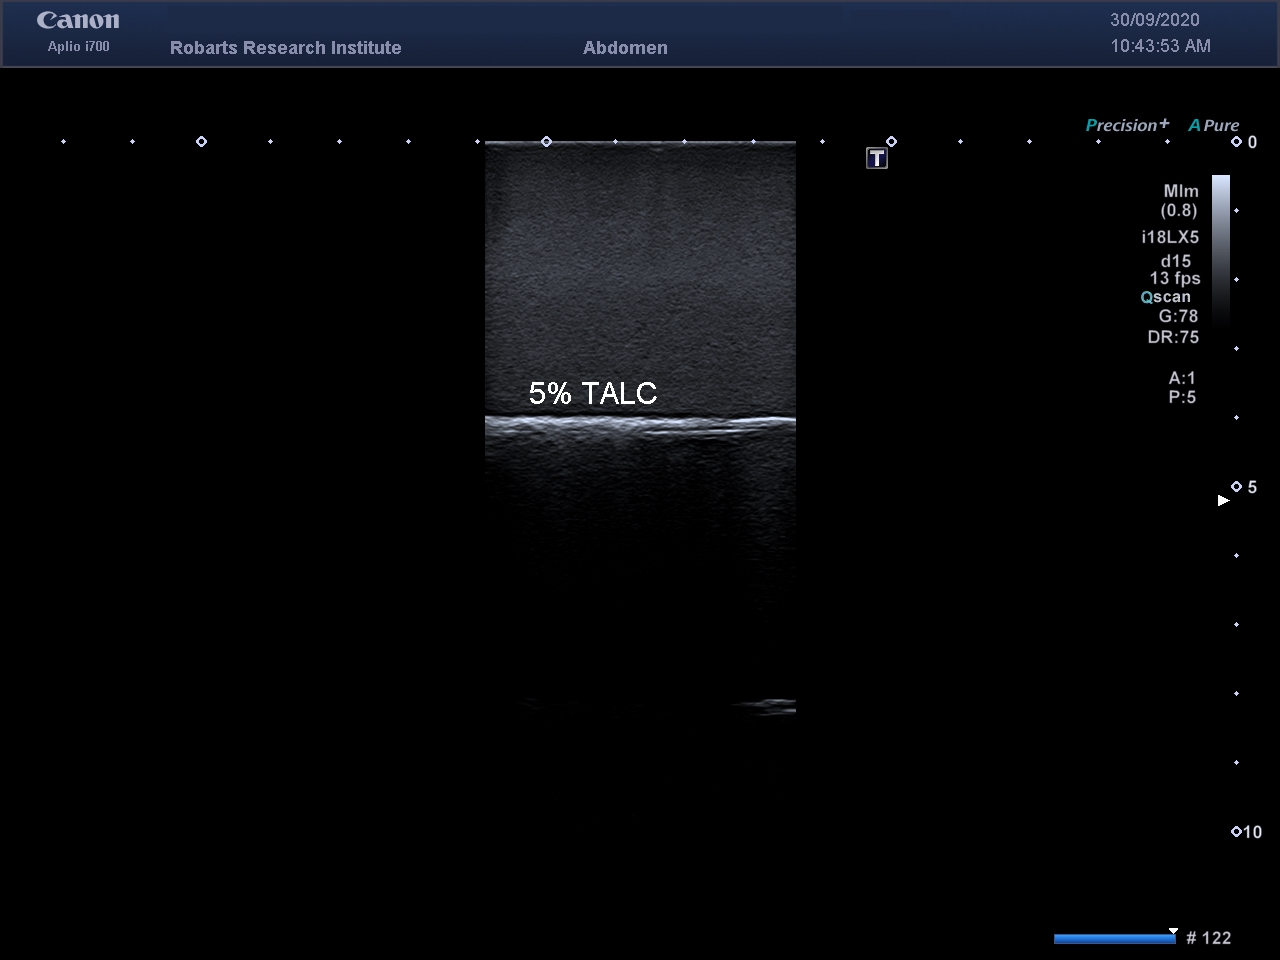 Canon
Aplio i700
Robarts Research Institute
Abdomen
30/09/2020
10:43:53 AM
Precision+ A Pure
0
T
MIm
(0.8)
i18LX5
d15
13 fps
Qscan
G:78
DR:75
A:1
P:5
5% TALC
5
10
# 122